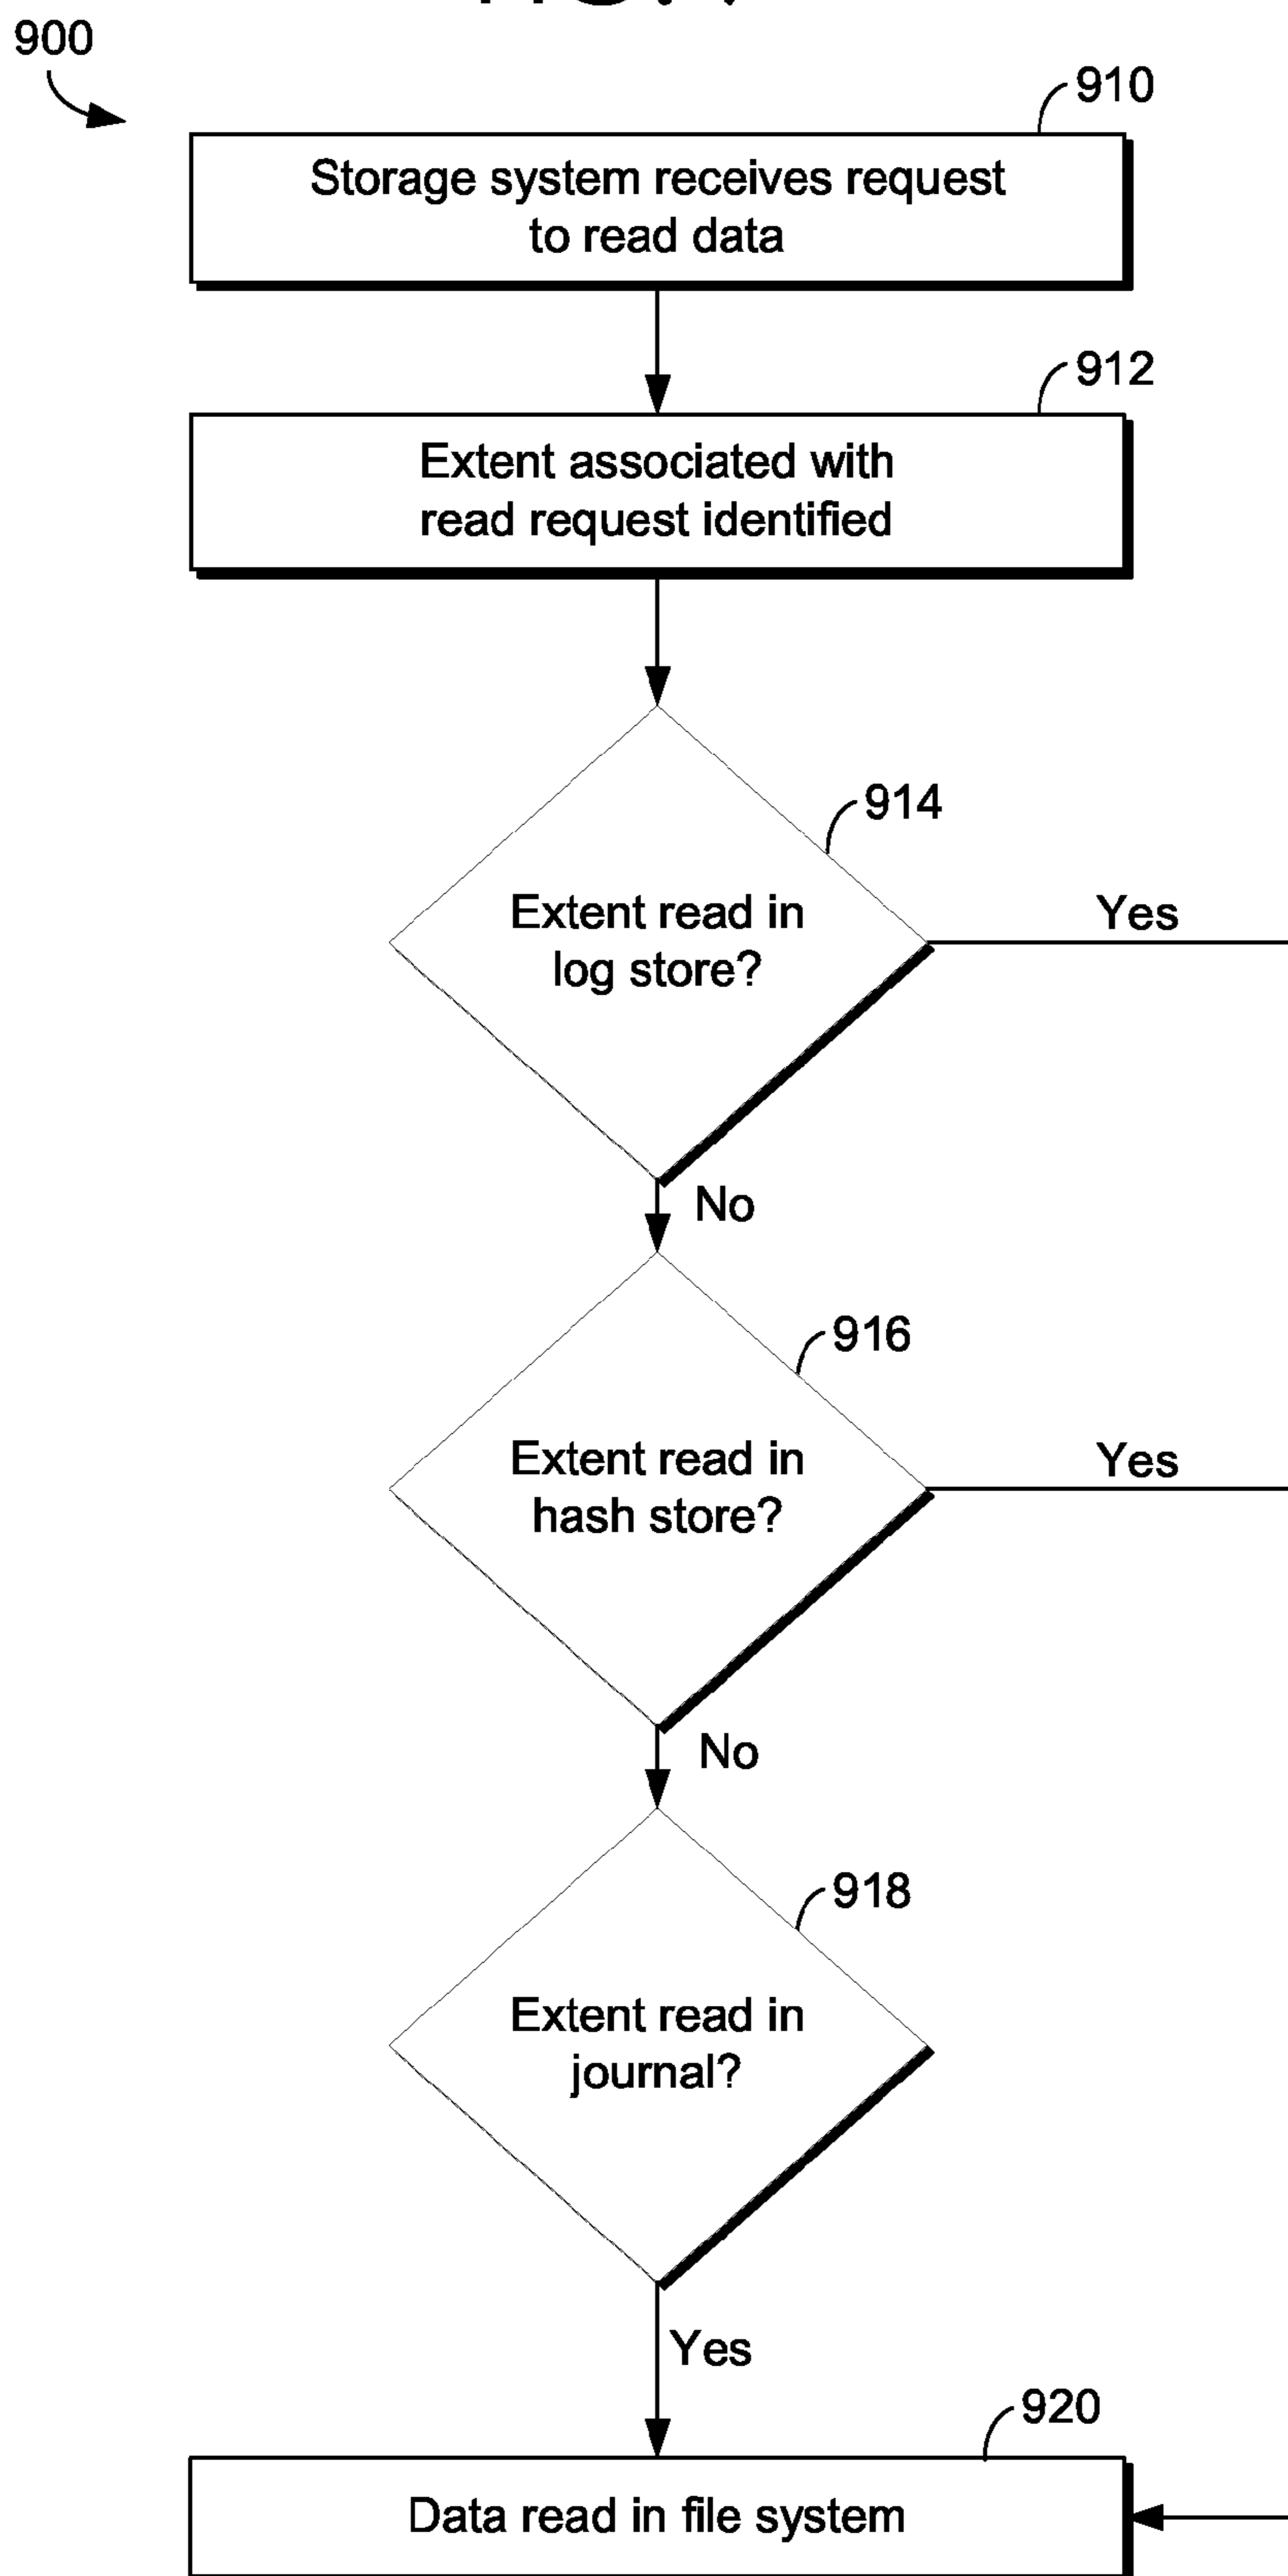 900
910
Storage system receives request
to read data
912
Extent associated with
read request identified
914
Extent read in
log store?
Yes
No
916
Extent read in
hash store?
Yes
No
918
Extent read in
journal?
Yes
920
Data read in file system